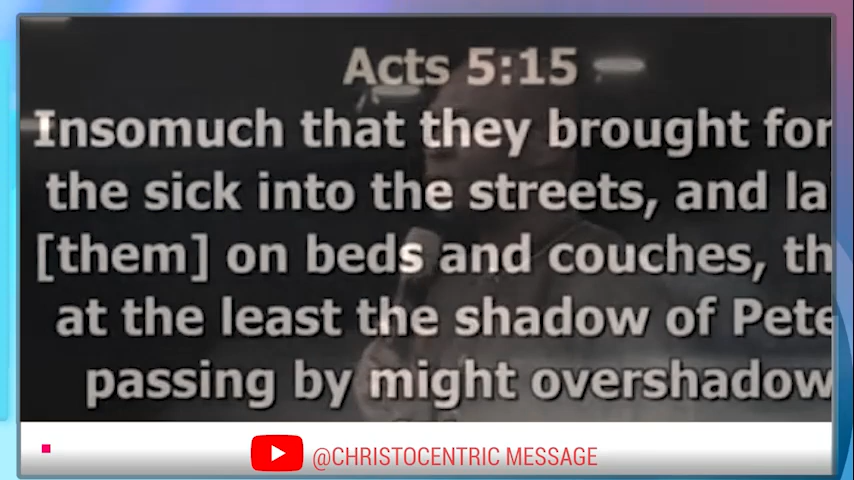 Acts 5:15
Insomuch that they brought for
the sick into the streets, and la
[them] on beds and couches, th
at the least the shadow of Pete
passing by might overshadow
@CHRISTOCENTRIC MESSAGE